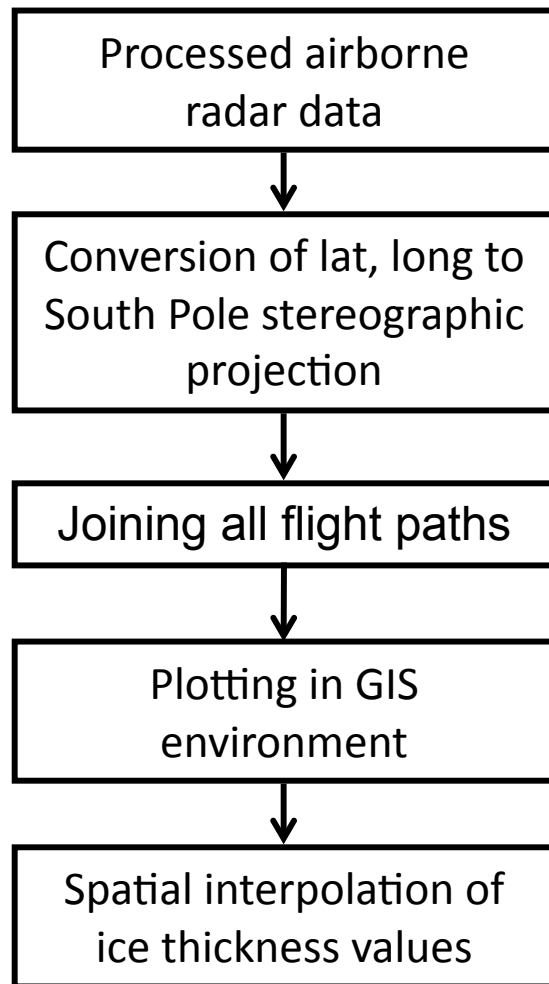 Processed airborne
radar data
Conversion of lat, long to
South Pole stereographic
projection
Joining all flight paths
Plotting in GIS
environment
Spatial interpolation of
ice thickness values